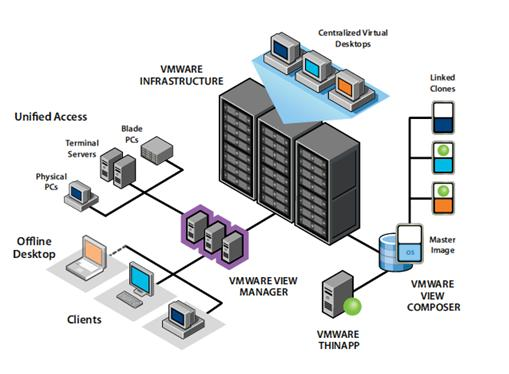 Centralized Virtual
Desktops
VMWARE
INFRASTRUCTURE
Linked
Clones
Unified Access
Blade
PCs
Terminal
Servers
Physical
PCs
Offline
Desktop
Master
Image
OS
VMWARE VIEW
MANAGER
VMWARE
VIEW
COMPOSER
Clients
VMWARE
THINAPP